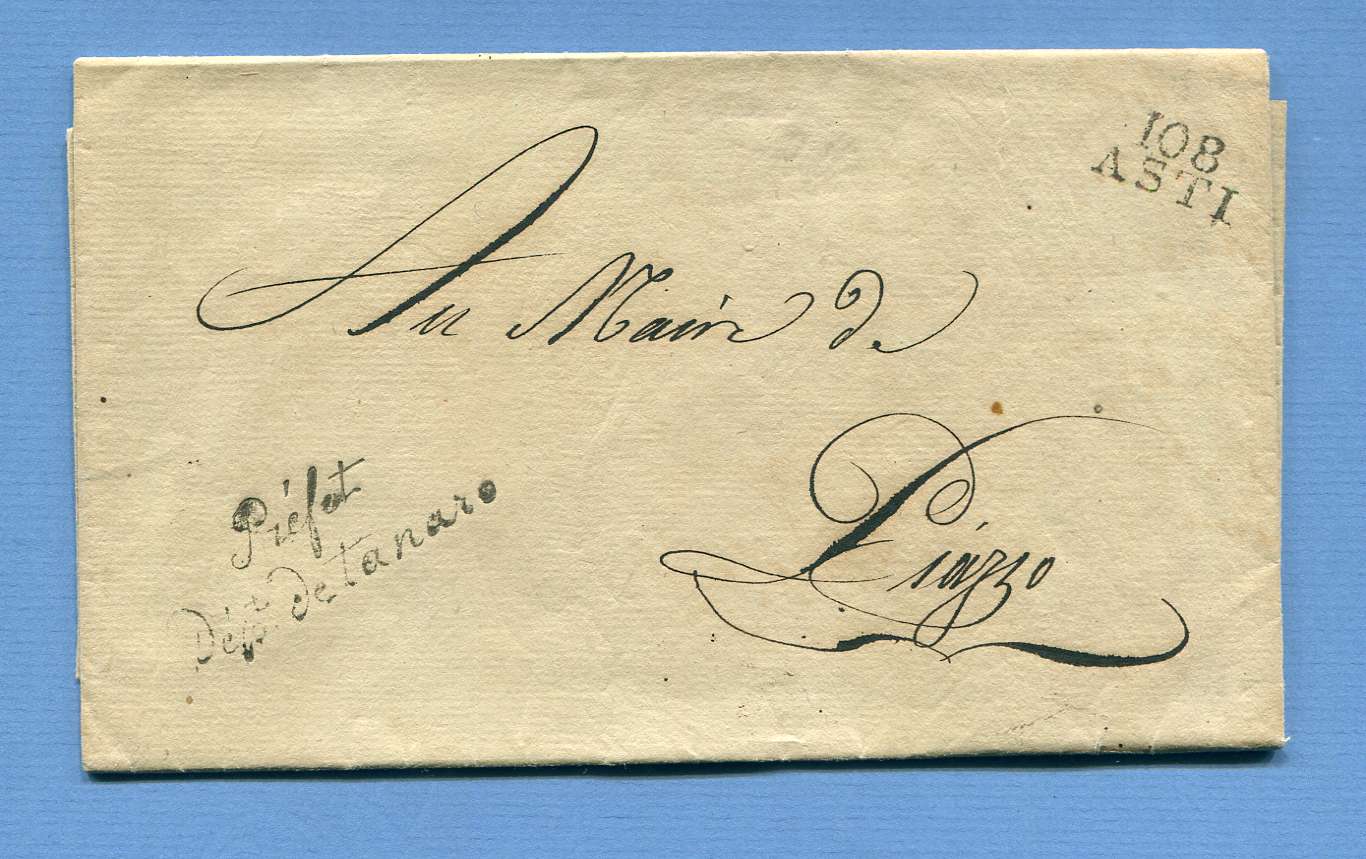 108
ASTI
Au Maire de
Piazzo
Préfet
Dépt. de tanaro